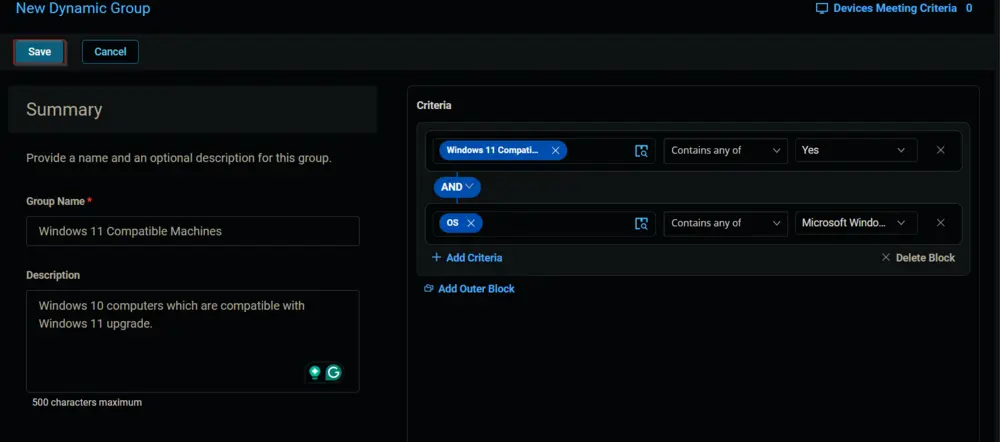 New Dynamic Group
Devices Meeting Criteria 0
Save
Cancel
Summary
Provide a name and an optional description for this group.
Group Name *
Windows 11 Compatible Machines
Description
Windows 10 computers which are compatible with
Windows 11 upgrade.
500 characters maximum
Criteria
Windows 11 Compati...
Contains any of
Yes
AND
OS
Contains any of
Microsoft Windo...
+ Add Criteria
Delete Block
Add Outer Block